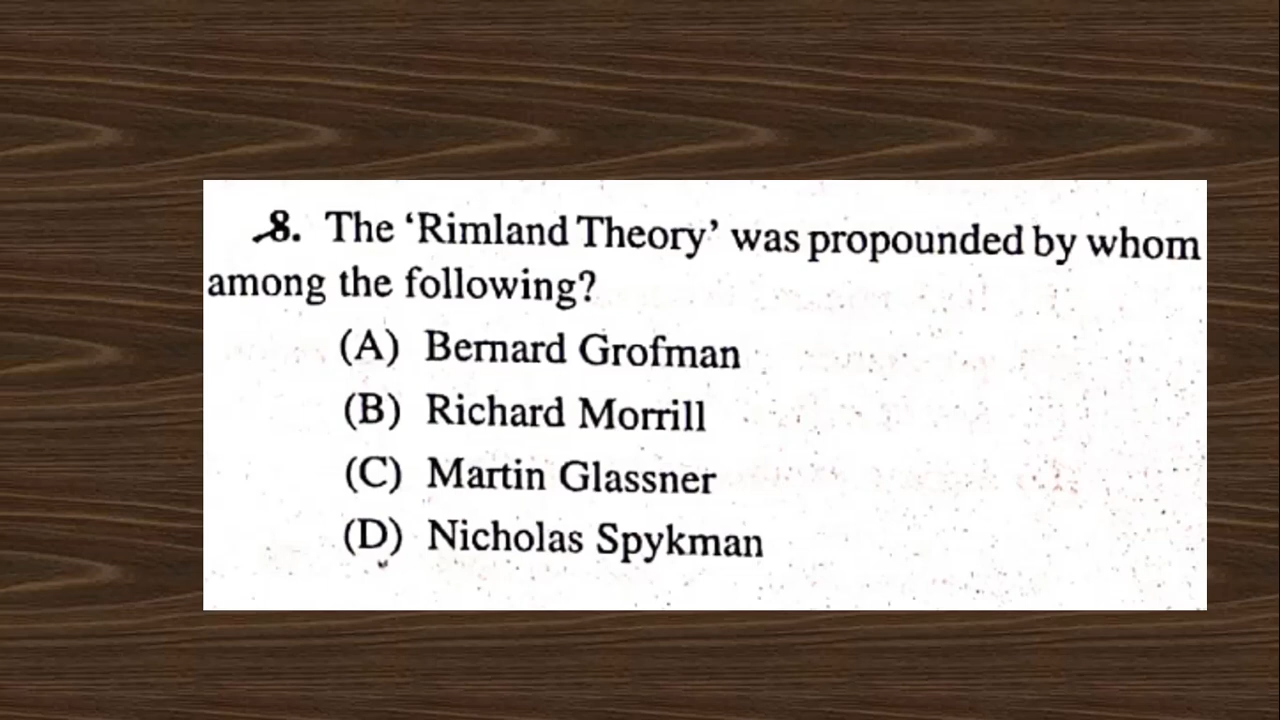 8. The ‘Rimland Theory’ was propounded by whom
among the following?
(A) Bernard Grofman
(B) Richard Morrill
(C) Martin Glassner
(D) Nicholas Spykman